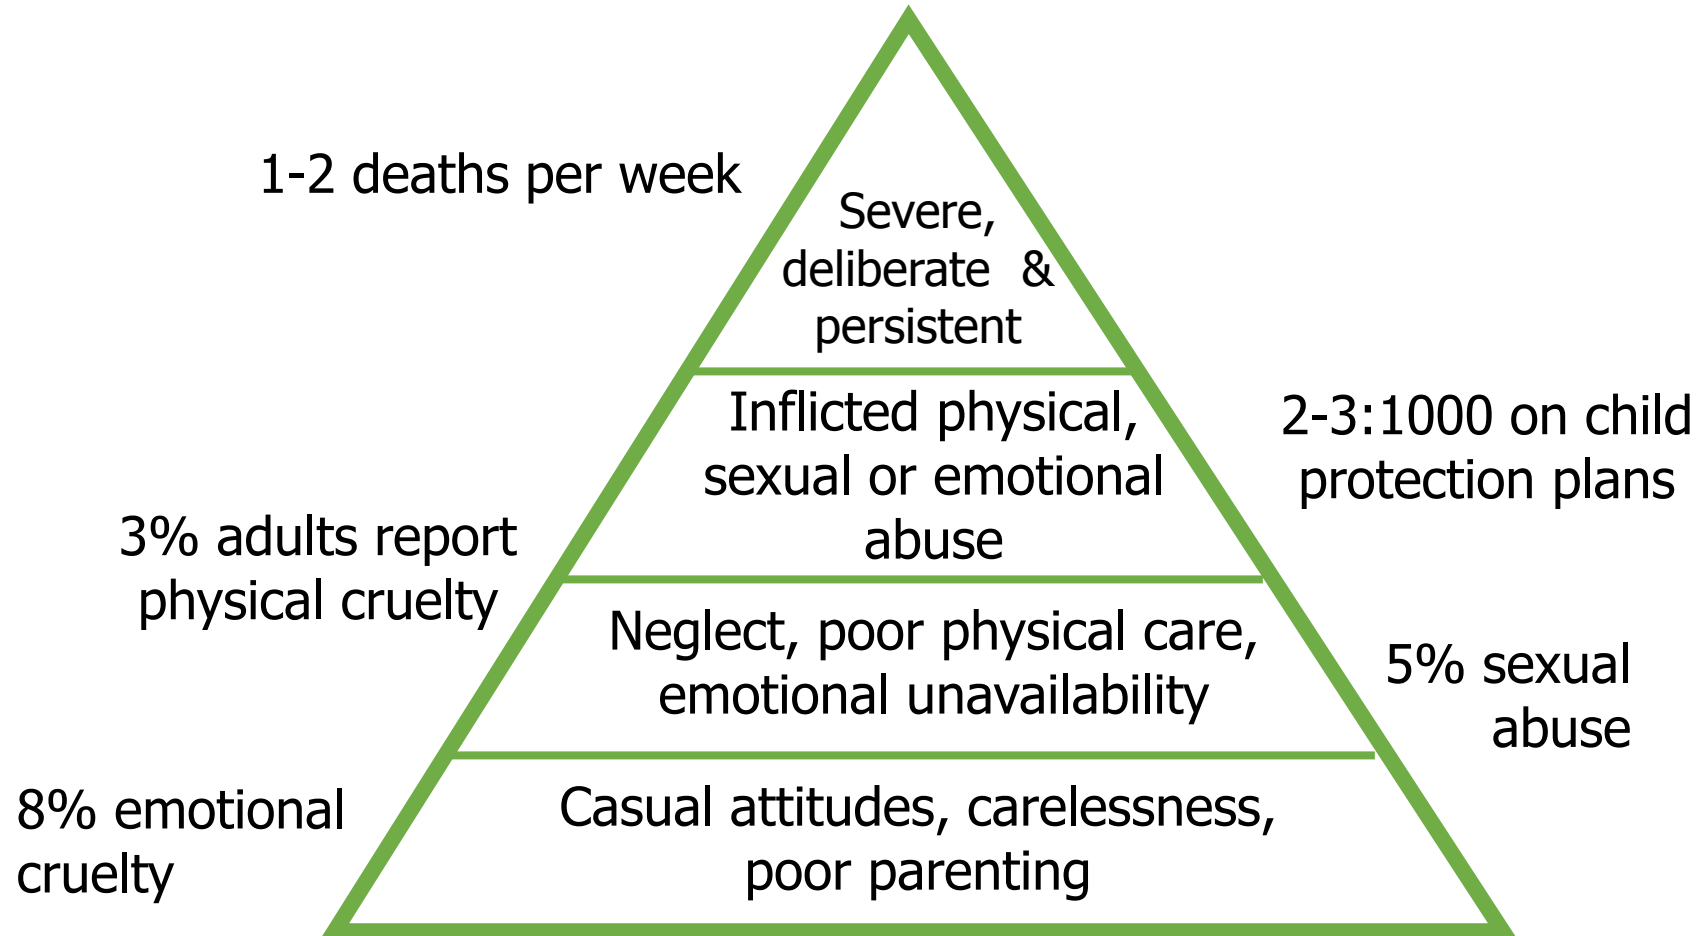 1-2 deaths per week
Severe,
deliberate & 
persistent
Inflicted physical,
sexual or emotional
abuse
2-3:1000 on child
protection plans
3% adults report
physical cruelty
Neglect, poor physical care,
emotional unavailability
5% sexual
abuse
8% emotional
cruelty
Casual attitudes, carelessness,
poor parenting